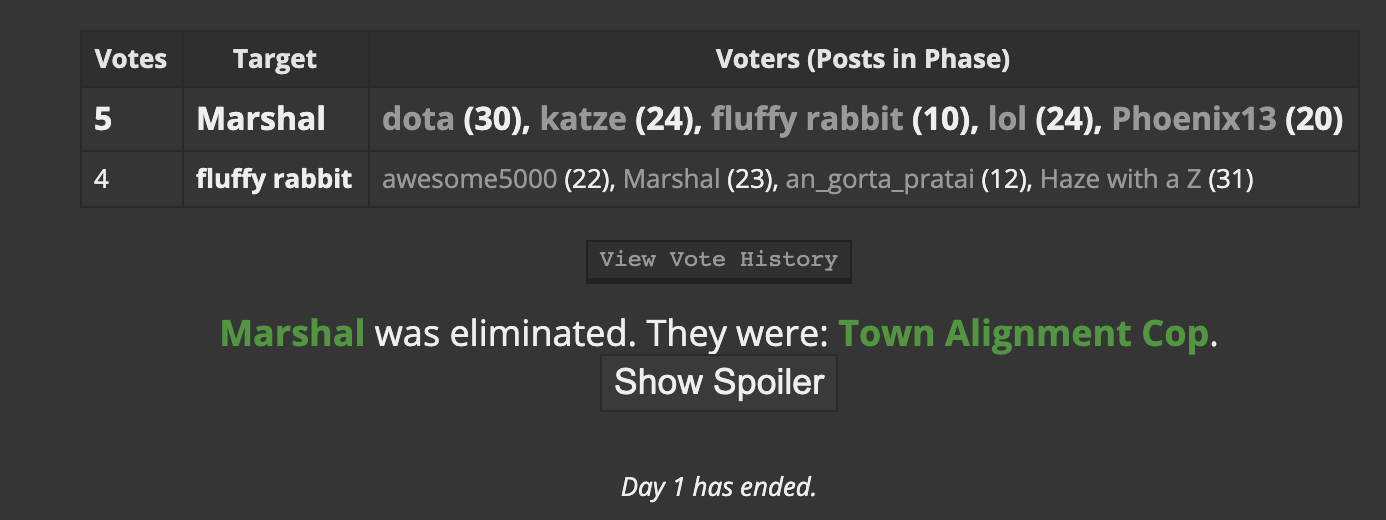 Votes Target Voters (Posts in Phase)
5 Marshal dota (30), katze (24), fluffy rabbit (10), lol (24), Phoenix13 (20)
4 fluffy rabbit awesome5000 (22), Marshal (23), an_gorta_pratai (12), Haze with a Z (31)
View Vote History
Marshal was eliminated. They were: Town Alignment Cop.
Show Spoiler
Day 1 has ended.